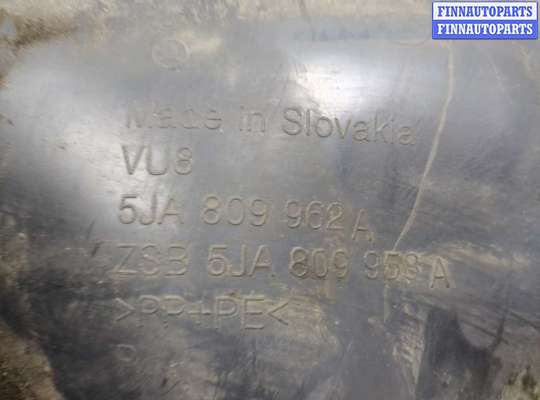 FINNAUTOPARTS
FINNAUTOPARTS
Made in Slovakia
VU8
5JA 809 962 A
ZSB 5JA 809 958 A
>PP+PE<